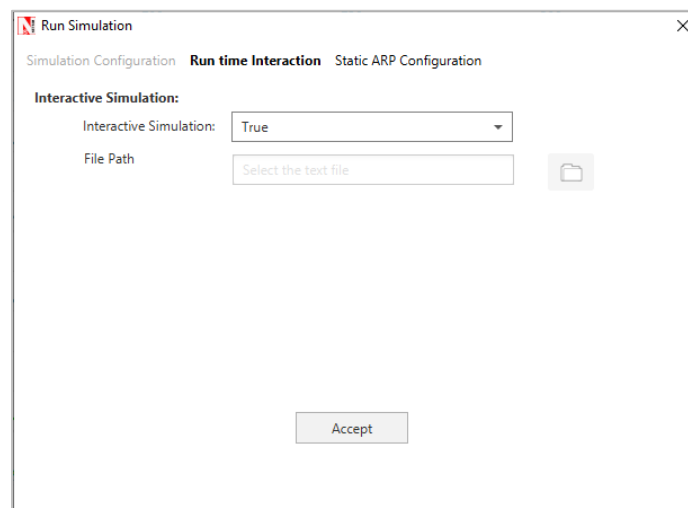 Run Simulation
Simulation Configuration Run time Interaction Static ARP Configuration
Interactive Simulation:
Interactive Simulation: True
File Path Select the text file
Accept